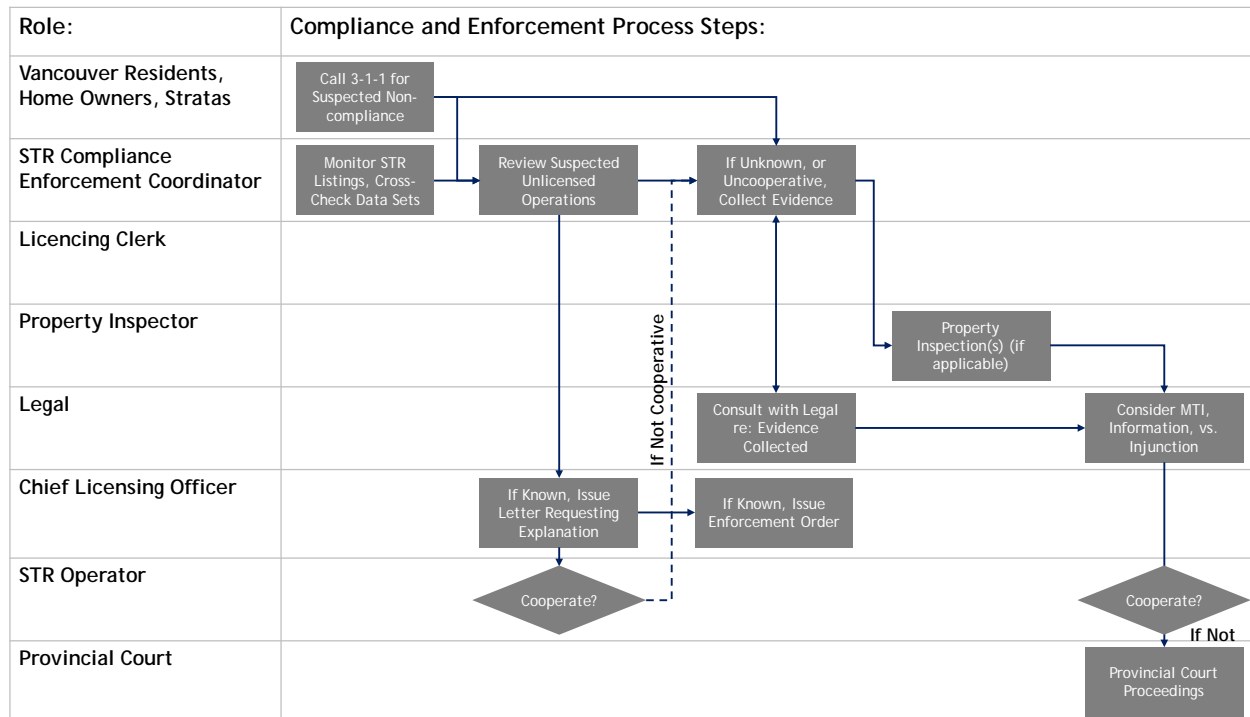 Role:
Compliance and Enforcement Process Steps:
Vancouver Residents,
Home Owners, Stratas
Call 3-1-1 for
Suspected Non-
compliance
STR Compliance
Enforcement Coordinator
Monitor STR
Listings, Cross-
Check Data Sets
Review Suspected
Unlicensed
Operations
If Unknown, or
Uncooperative,
Collect Evidence
Licencing Clerk
Property Inspector
Property
Inspection(s) (if
applicable)
If Not Cooperative
Legal
Consult with Legal
re: Evidence
Collected
Consider MTI,
Information, vs.
Injunction
Chief Licensing Officer
If Known, Issue
Letter Requesting
Explanation
If Known, Issue
Enforcement Order
STR Operator
Cooperate?
Cooperate?
If Not
Provincial Court
Provincial Court
Proceedings